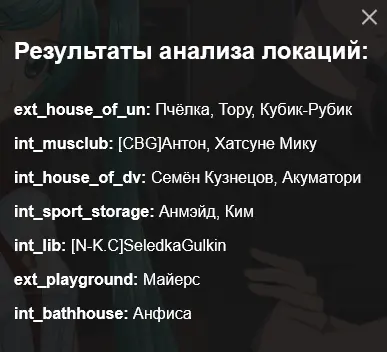 Результаты анализа локаций:
ext_house_of_un: Пчёлка, Тору, Кубик-Рубик
int_musclub: [CBG]Антон, Хатсуне Мику
int_house_of_dv: Семён Кузнецов, Акуматори
int_sport_storage: Анмэйд, Ким
int_lib: [N-K.C]SeledkaGulkin
ext_playground: Майерс
int_bathhouse: Анфиса